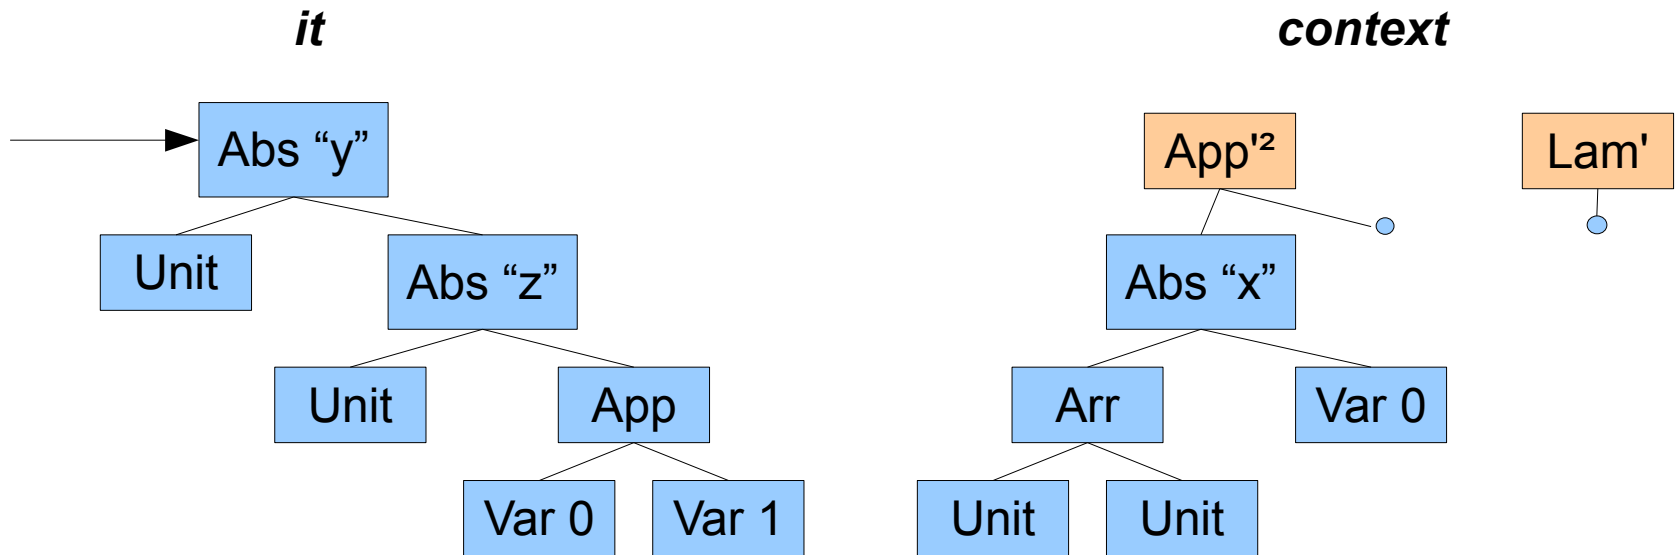 it
context
Abs “y”
App'²
Lam'
Unit
Abs “z”
Abs “x”
Unit
App
Arr
Var 0
Var 0
Var 1
Unit
Unit